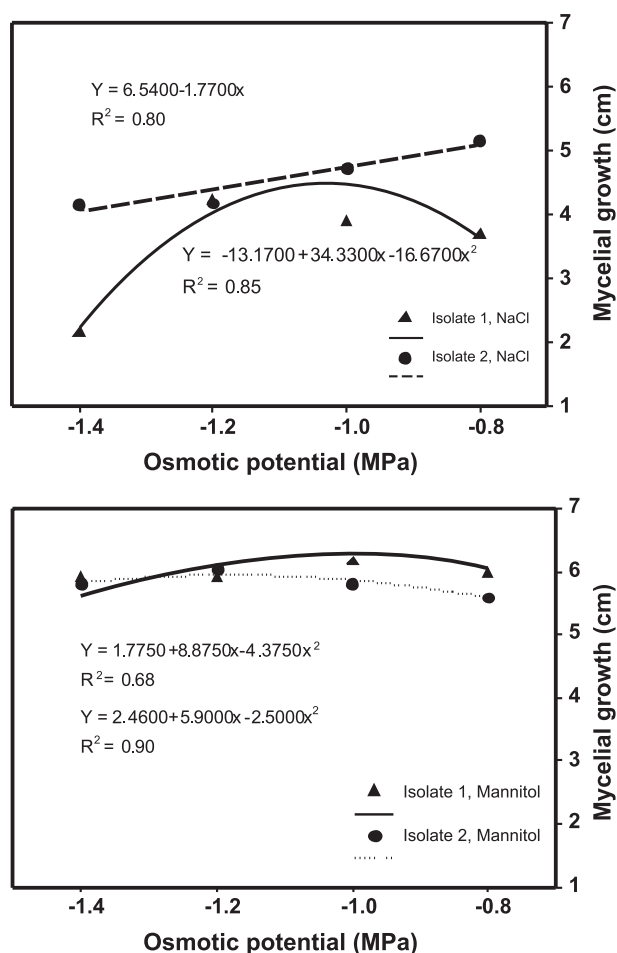 7
6
5
4
3
2
1
Mycelial growth (cm)
Y = 6.5400-1.7700x
R² = 0.80
Y = -13.1700+34.3300x-16.6700x²
R² = 0.85
Isolate 1, NaCl
Isolate 2, NaCl
-1.4 -1.2 -1.0 -0.8
Osmotic potential (MPa)
7
6
5
4
3
2
1
Mycelial growth (cm)
Y = 1.7750+8.8750x-4.3750x²
R² = 0.68
Y = 2.4600+5.9000x-2.5000x²
R² = 0.90
Isolate 1, Mannitol
Isolate 2, Mannitol
-1.4 -1.2 -1.0 -0.8
Osmotic potential (MPa)